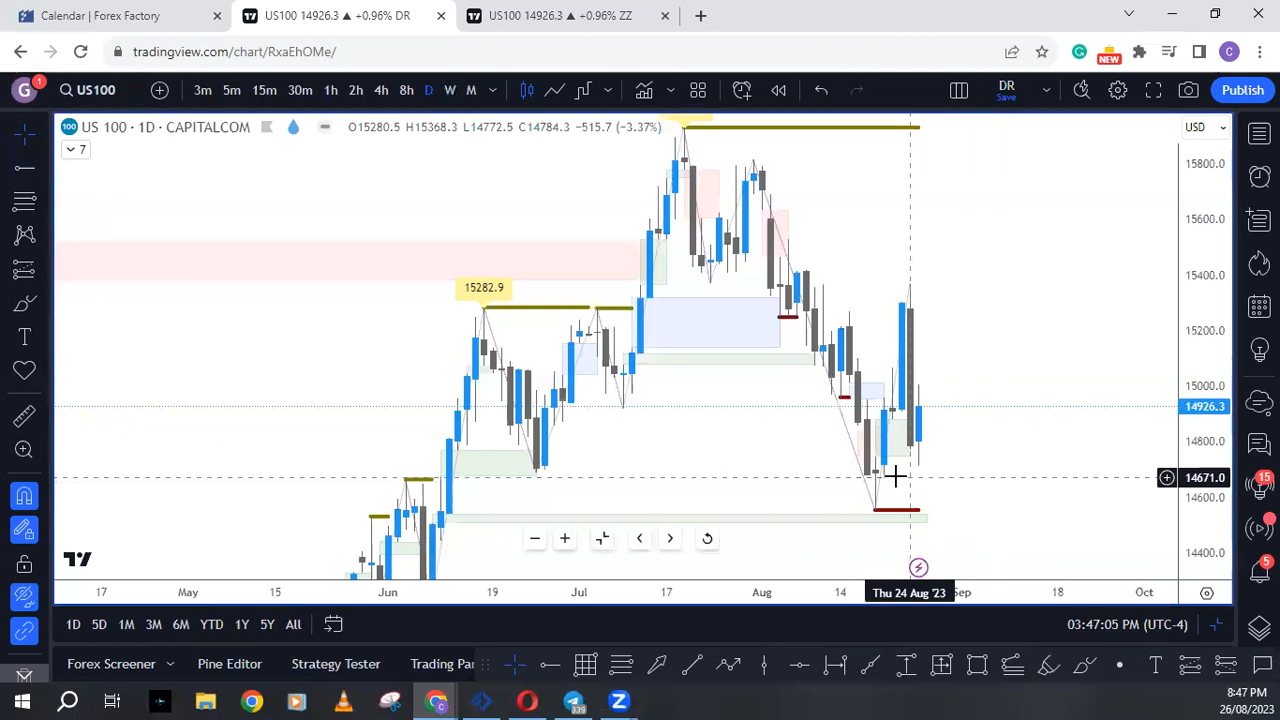 Calendar | Forex Factory
US100 14926.3 ▲ +0.96% DR
US100 14926.3 ▲ +0.96% ZZ
tradingview.com/chart/RxaEhOMe/
NEW
C
G
1
US100
3m 5m 15m 30m 1h 2h 4h 8h D W M
DR
Save
Publish
100
US 100 · 1D · CAPITALCOM
O15280.5 H15368.3 L14772.5 C14784.3 -515.7 (-3.37%)
USD
7
15800.0
15600.0
15400.0
15282.9
15200.0
15000.0
14926.3
14800.0
14671.0
14600.0
14400.0
15
5
17 May 15 Jun 19 Jul 17 Aug 14 Thu 24 Aug '23 Sep 18 Oct
1D 5D 1M 3M 6M YTD 1Y 5Y All
03:47:05 PM (UTC-4)
Forex Screener
Pine Editor
Strategy Tester
Trading Pa
339
8:47 PM
26/08/2023